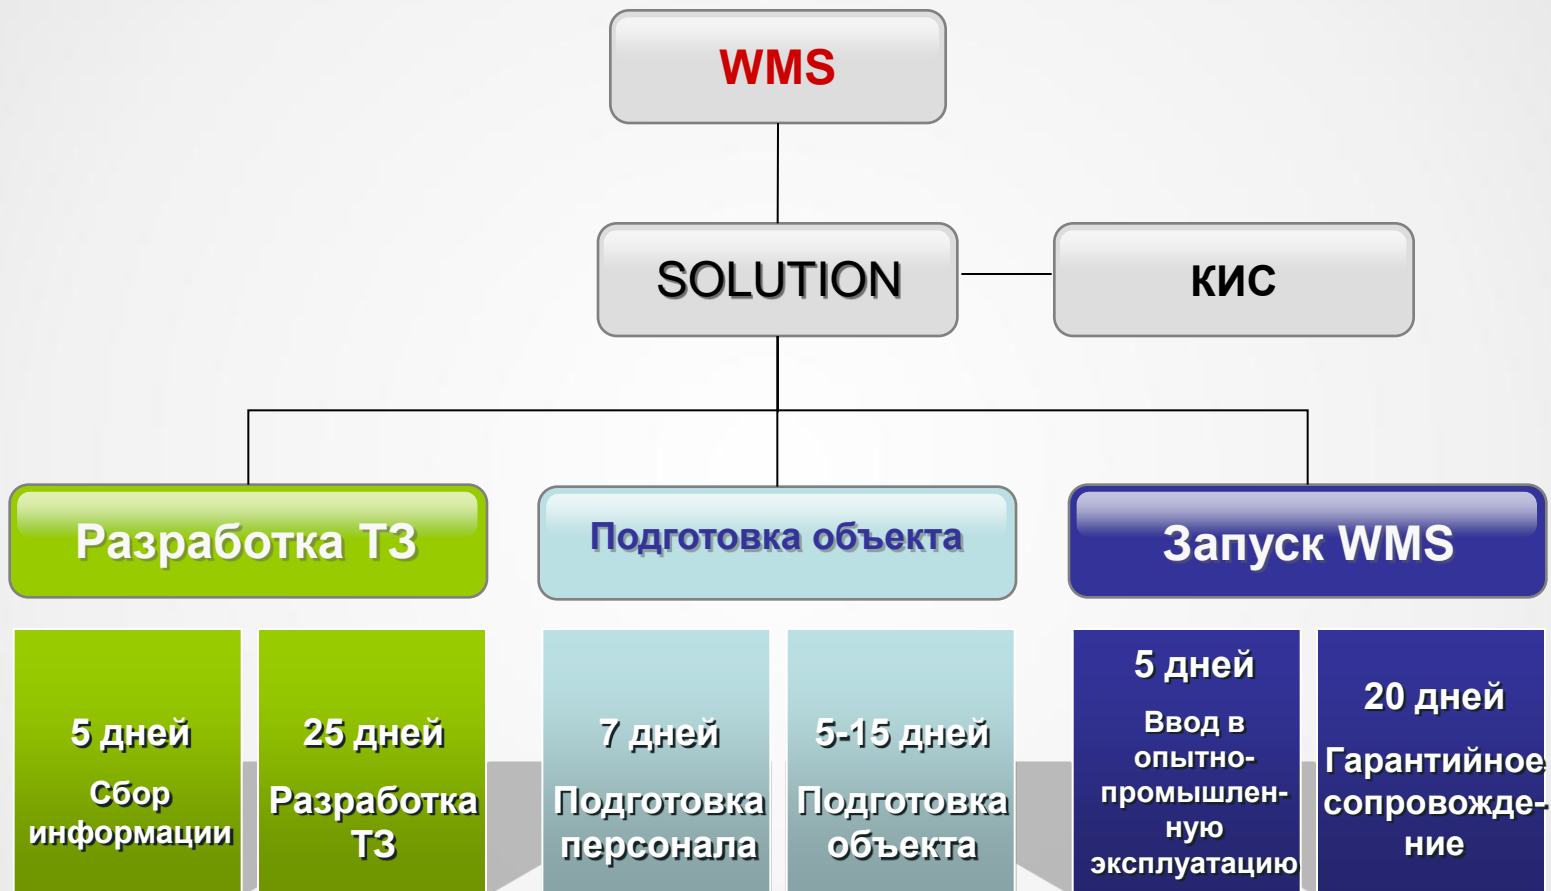 WMS
SOLUTION
КИС
Разработка ТЗ
Подготовка объекта
Запуск WMS
5 дней
Сбор
информации
25 дней
Разработка
ТЗ
7 дней
Подготовка
персонала
5-15 дней
Подготовка
объекта
5 дней
Ввод в
опытно-
промышлен-
ную
эксплуатацию
20 дней
Гарантийное
сопровожде-
ние